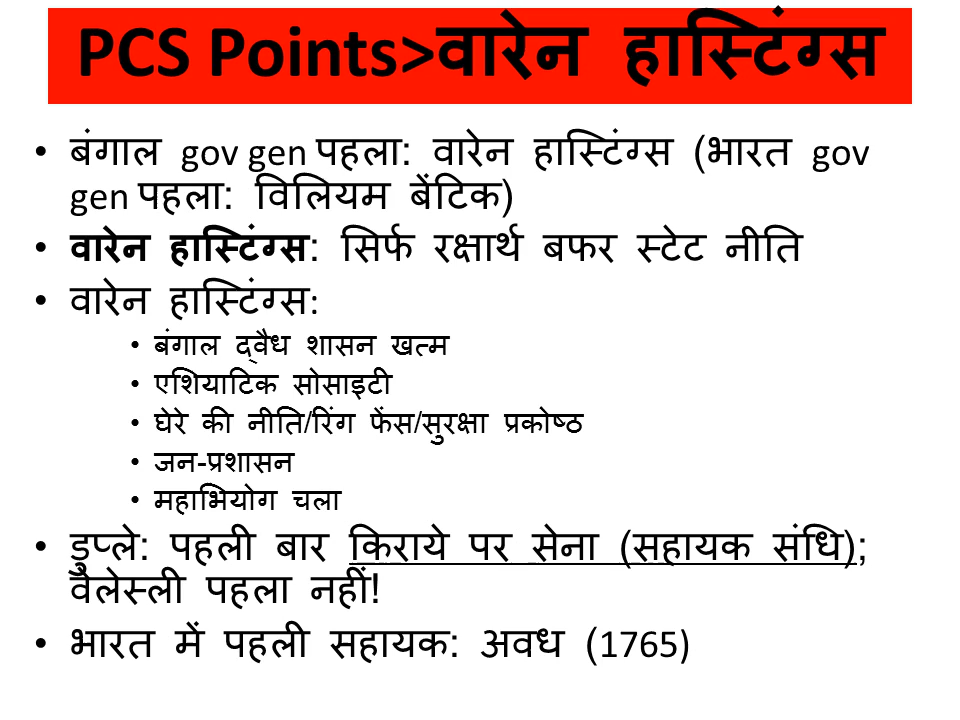 PCS Points>वारेन हास्टिंग्स
• बंगाल gov gen पहला: वारेन हास्टिंग्स (भारत gov
gen पहला: विलियम बेंटिक)
• वारेन हास्टिंग्स: सिर्फ रक्षार्थ बफर स्टेट नीति
• वारेन हास्टिंग्स:
• बंगाल द्वैध शासन खत्म
• एशियाटिक सोसाइटी
• घेरे की नीति/रिंग फेंस/सुरक्षा प्रकोष्ठ
• जन-प्रशासन
• महाभियोग चला
• डुप्ले: पहली बार किराये पर सेना (सहायक संधि);
वेलेस्ली पहला नहीं!
• भारत में पहली सहायक: अवध (1765)